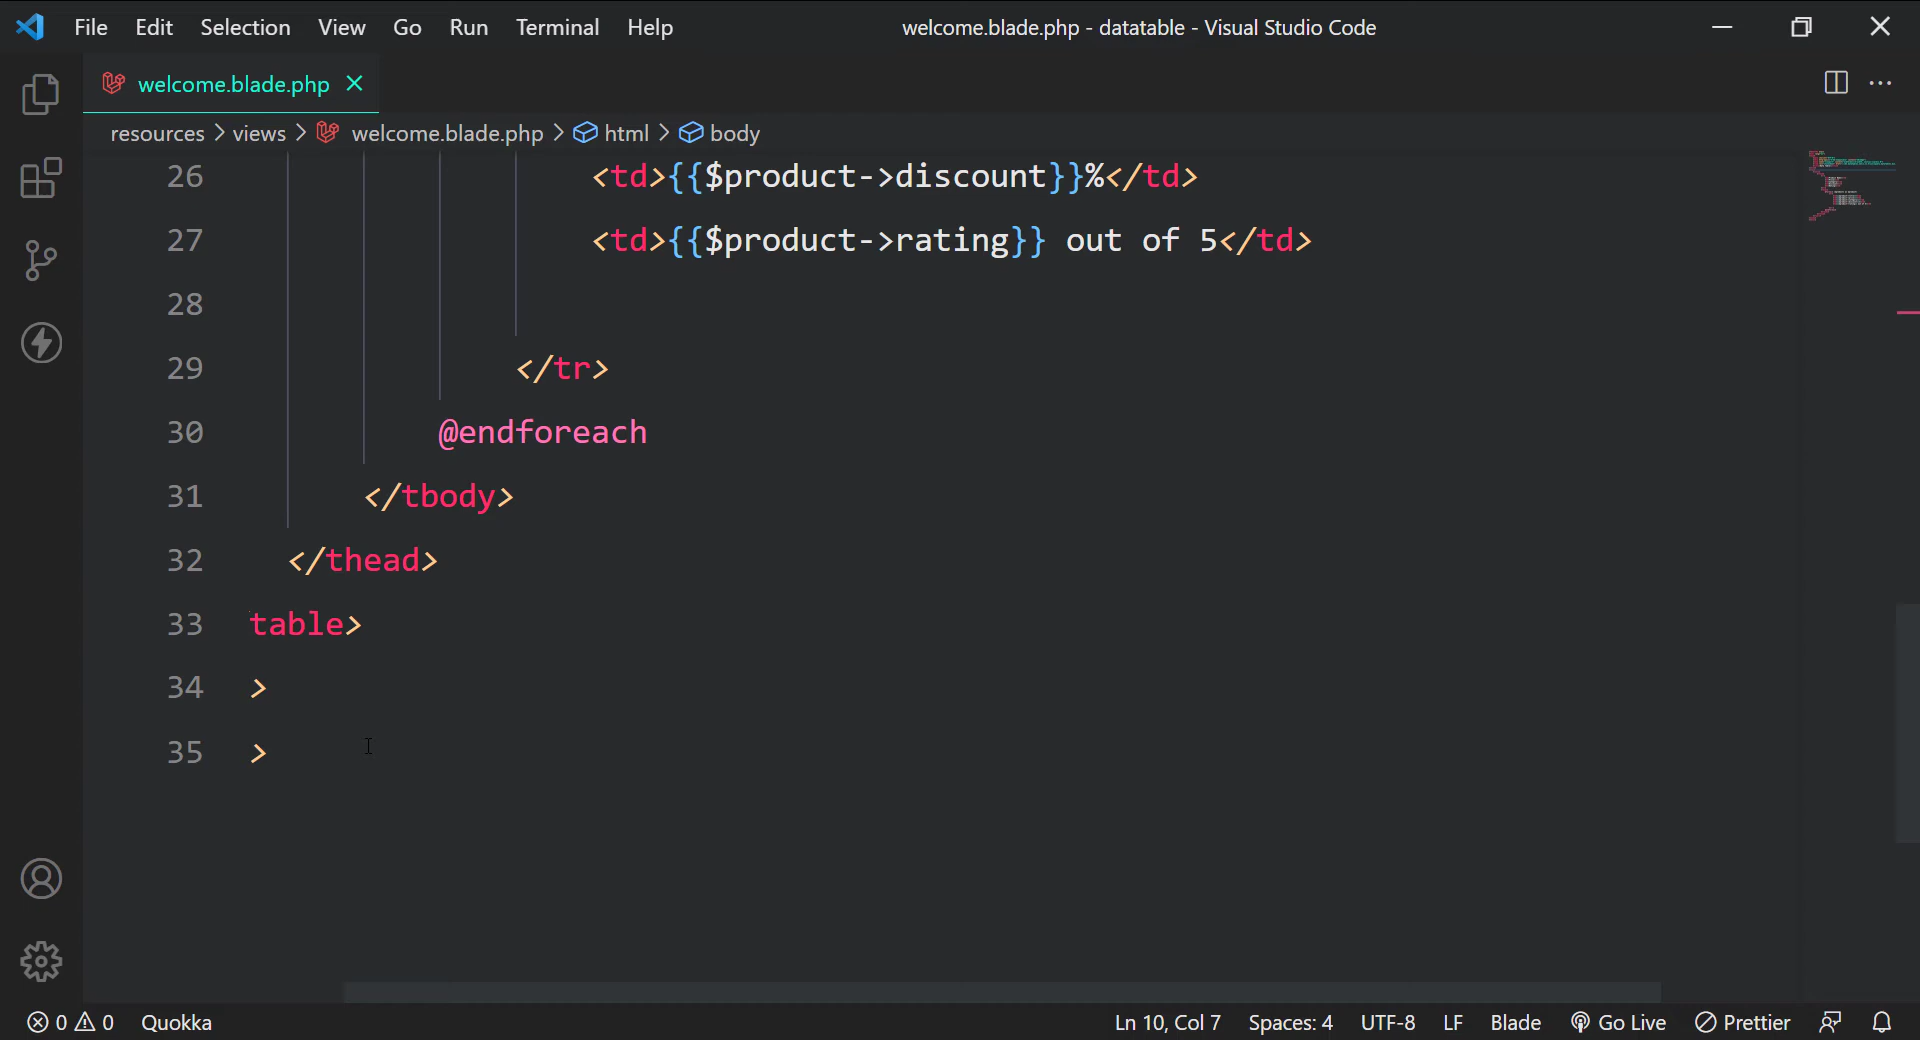 File Edit Selection View Go Run Terminal Help welcome.blade.php - datatable - Visual Studio Code
welcome.blade.php
resources > views > welcome.blade.php > html > body
26 <td>{{$product->discount}}%</td>
27 <td>{{$product->rating}} out of 5</td>
28
29 </tr>
30 @endforeach
31 </tbody>
32 </thead>
33 table>
34 >
35 >
0 0 Quokka Ln 10, Col 7 Spaces: 4 UTF-8 LF Blade Go Live Prettier